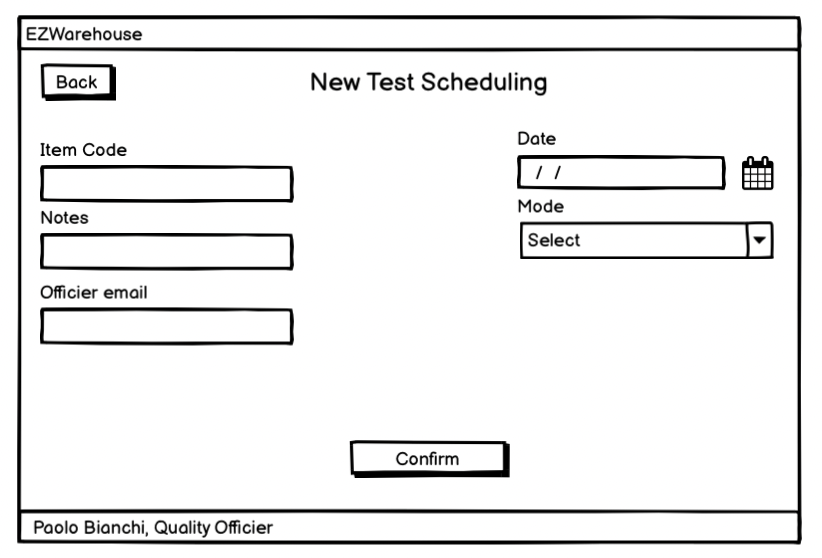 EZWarehouse
Back
New Test Scheduling
Item Code
Notes
Officier email
Date
/ /
Mode
Select
Confirm
Paolo Bianchi, Quality Officier